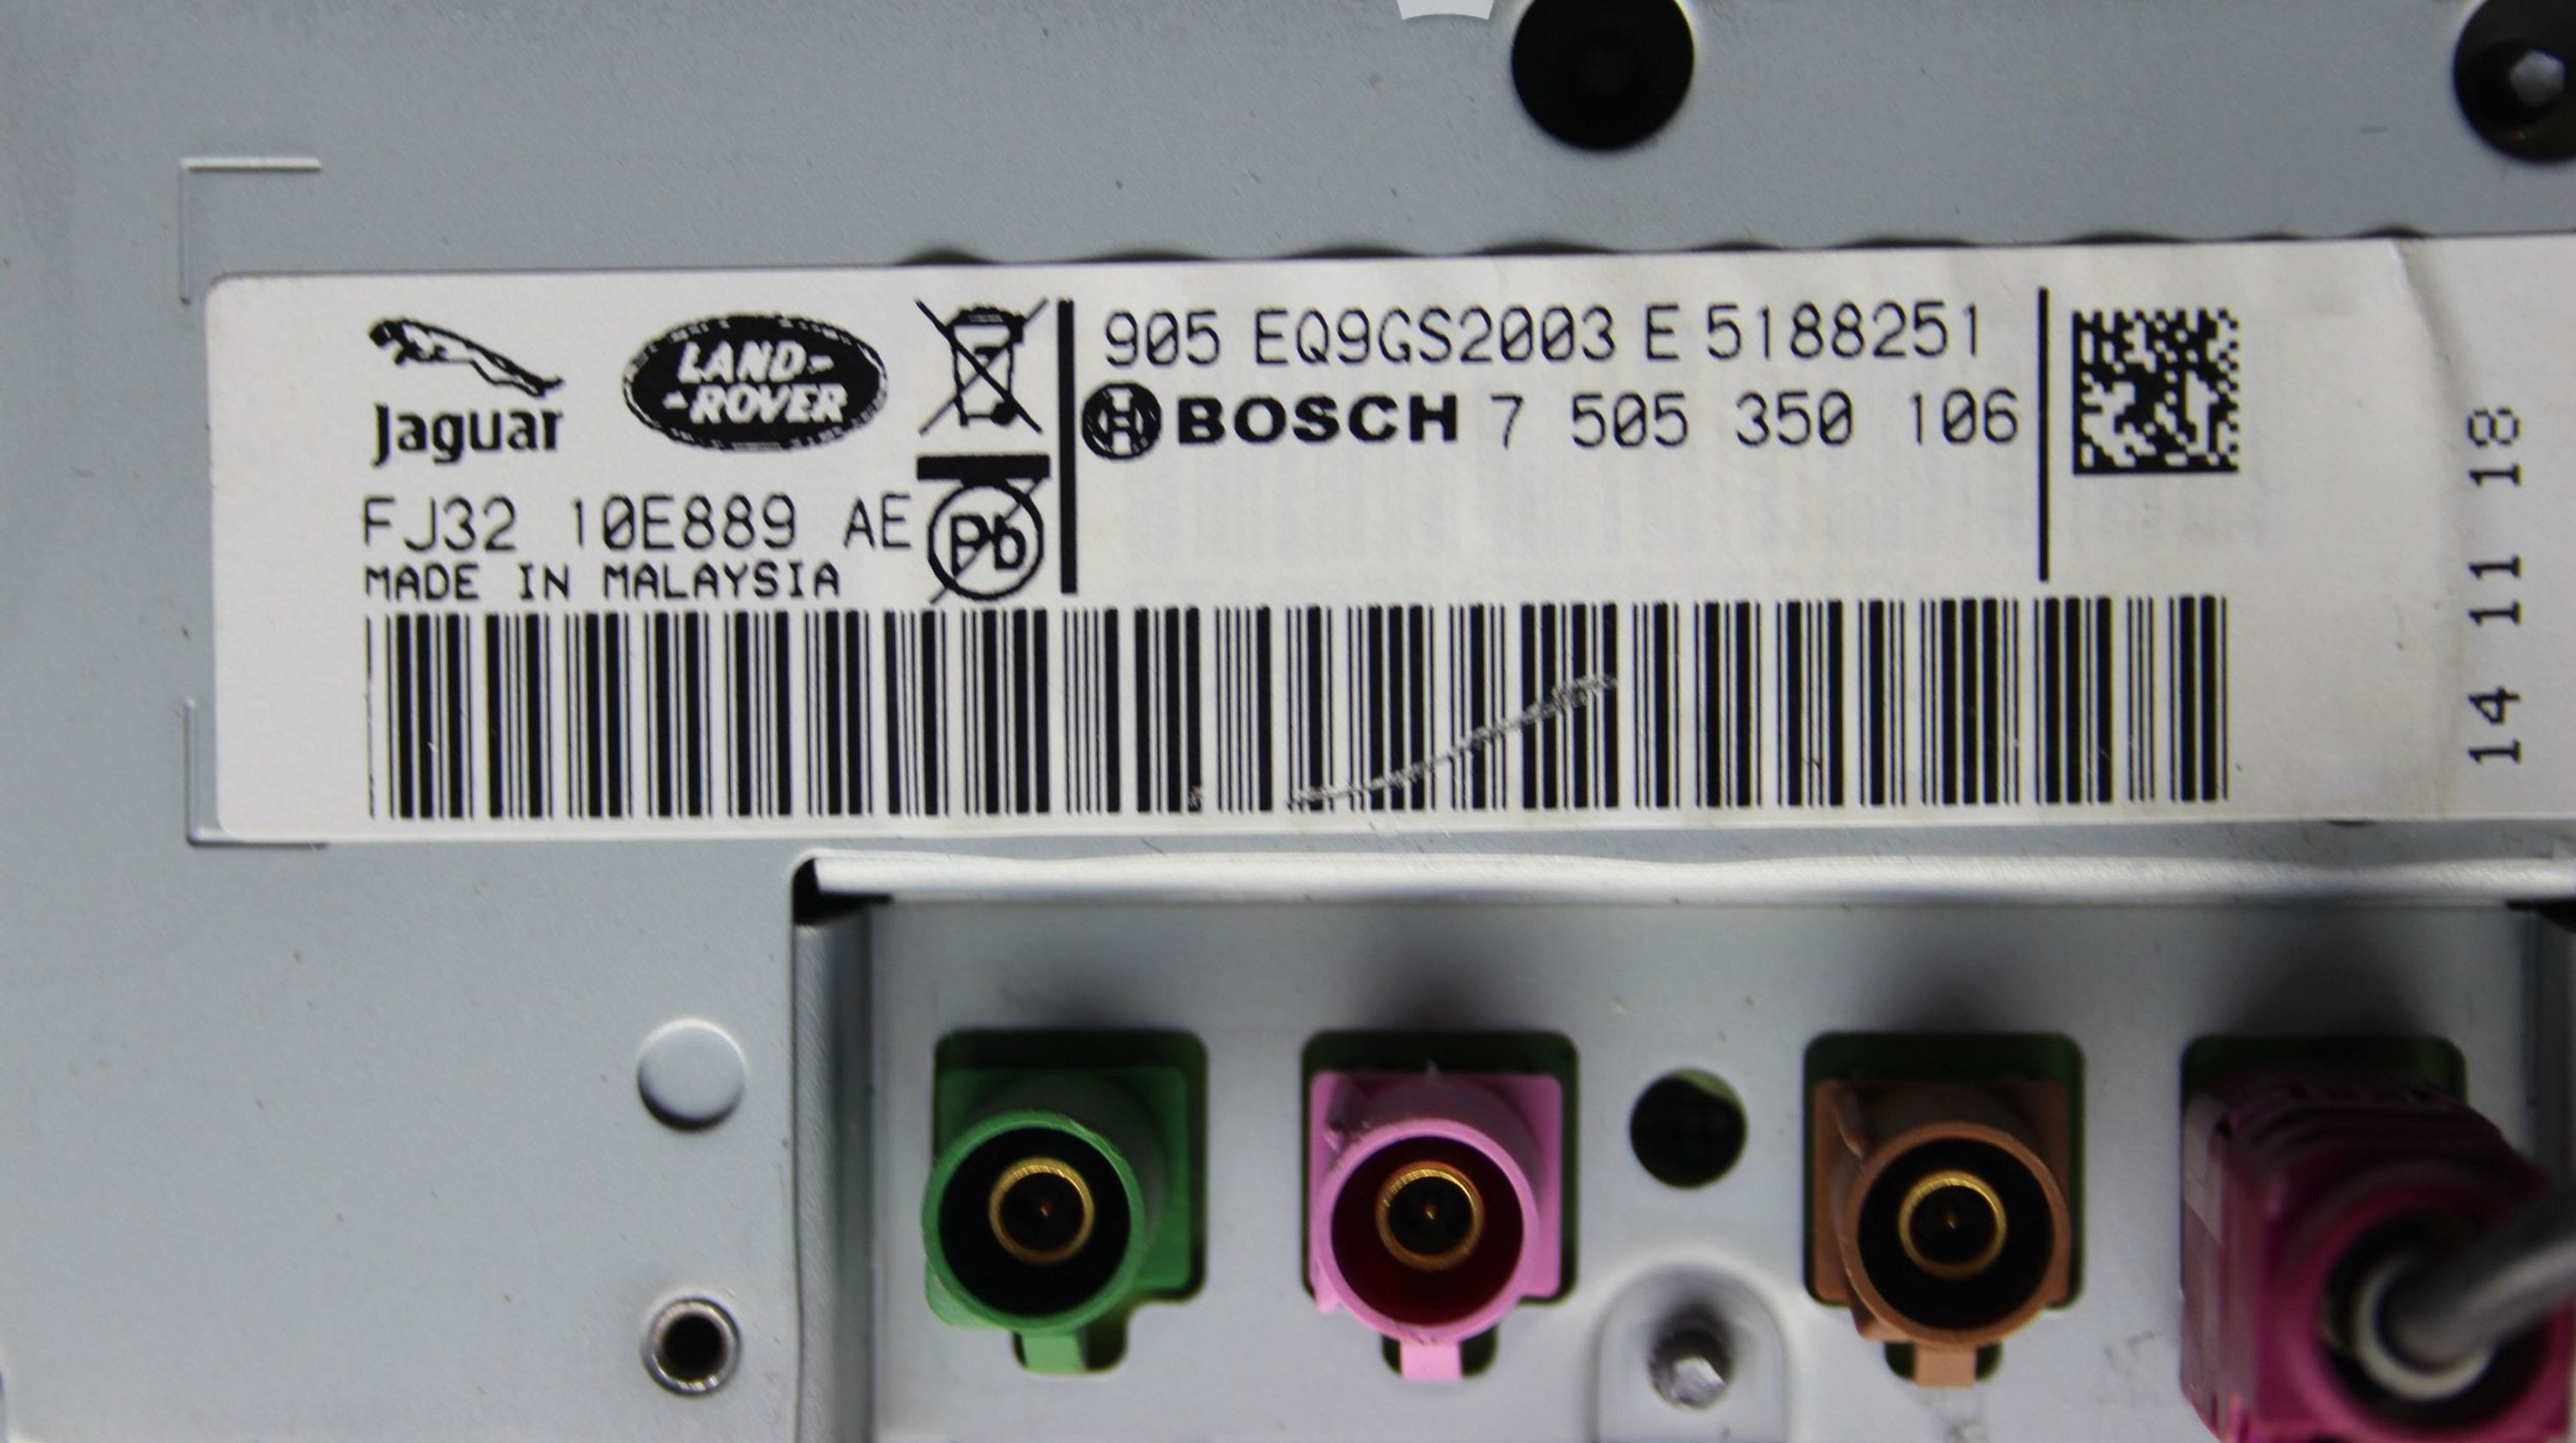 Jaguar
LAND-
-ROVER
FJ32 10E889 AE
MADE IN MALAYSIA
Pb
905 EQ9GS2003 E 5188251
BOSCH 7 505 350 106
14 11 18